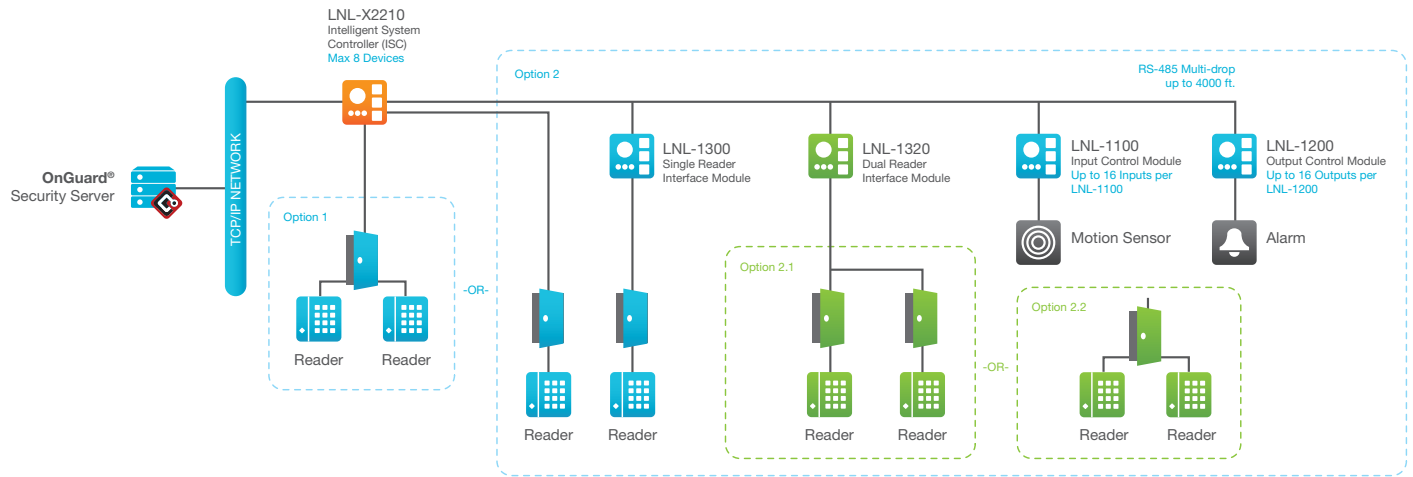 LNL-X2210
Intelligent System
Controller (ISC)
Max 8 Devices
OnGuard®
Security Server
TCP/IP NETWORK
Option 1
Reader
Reader
-OR-
Option 2
RS-485 Multi-drop
up to 4000 ft.
Reader
LNL-1300
Single Reader
Interface Module
Reader
LNL-1320
Dual Reader
Interface Module
Option 2.1
Reader
Reader
-OR-
LNL-1100
Input Control Module
Up to 16 Inputs per
LNL-1100
Motion Sensor
LNL-1200
Output Control Module
Up to 16 Outputs per
LNL-1200
Alarm
Option 2.2
Reader
Reader